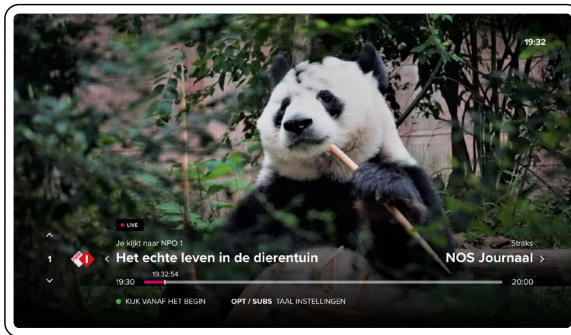 19:32
LIVE
Je kijkt naar NPO 1
Straks
1
Het echte leven in de dierentuin
NOS Journaal
19:32:54
19:30
20:00
KIJK VANAF HET BEGIN
OPT / SUBS TAAL INSTELLINGEN